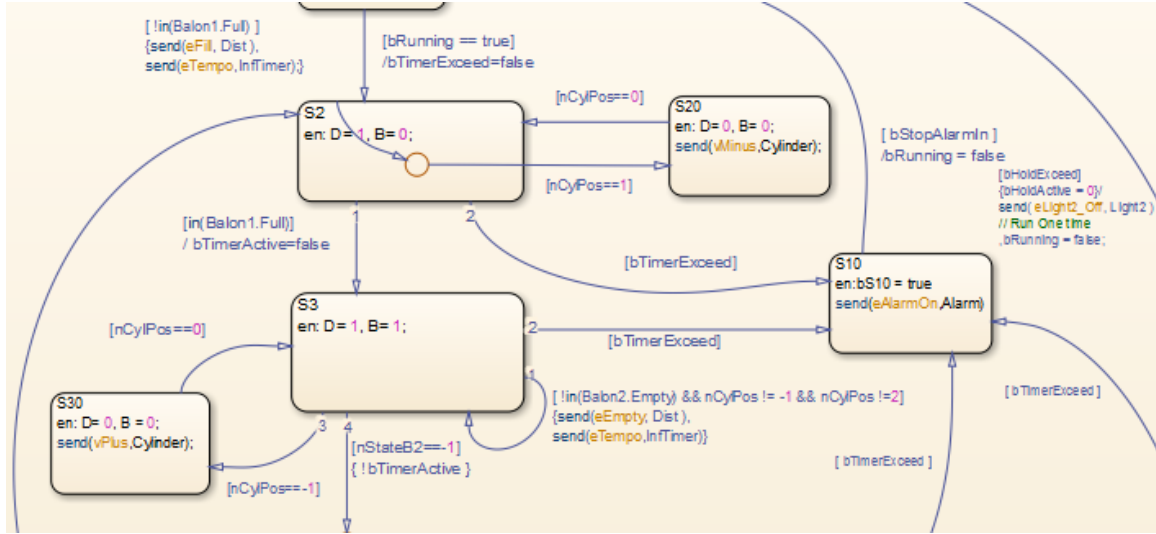 [ !in(Balon1.Full) ]
{send(eFill, Dist ),
send(eTempo,InfTimer);}
[bRunning == true]
/bTimerExceed=false
S2
en: D= 1, B= 0;
[nCylPos==0]
S20
en: D= 0, B= 0;
send(vMinus,Cylinder);
[nCylPos==1]
1
2
[in(Balon1.Full)]
/ bTimerActive=false
[bTimerExceed]
[ bStopAlarmIn ]
/bRunning = false
[bHoldExceed]
{bHoldActive = 0}/
send( eLight2_Off, Light2 )
// Run One time
,bRunning = false;
S10
en:bS10 = true
send(eAlarmOn,Alarm)
S3
en: D= 1, B= 1;
2
[bTimerExceed]
1
[nCylPos==0]
[ !in(Balon2.Empty) && nCylPos != -1 && nCylPos !=2]
{send(eEmpty, Dist ),
send(eTempo,InfTimer)}
S30
en: D= 0, B = 0;
send(vPlus,Cylinder);
3
4
[nStateB2==-1]
{ !bTimerActive }
[nCylPos==-1]
[ bTimerExceed ]
[ bTimerExceed ]